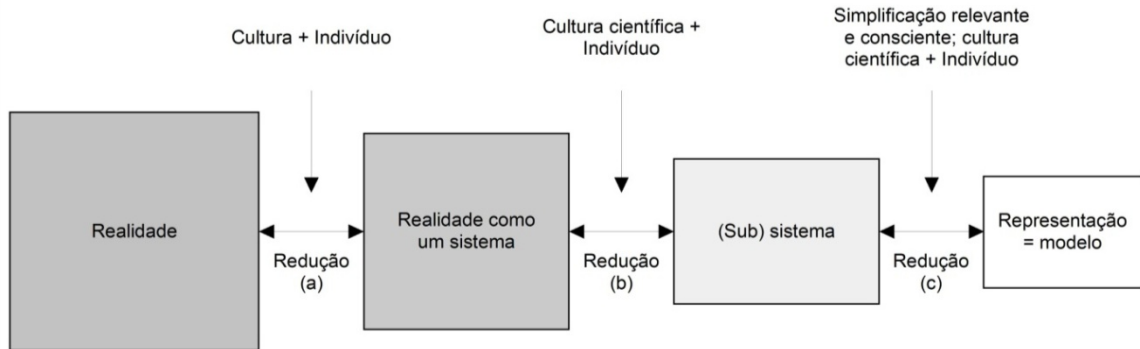 Cultura + Indivíduo
Cultura científica +
Indivíduo
Simplificação relevante
e consciente; cultura
científica + Indivíduo
Realidade
Redução
(a)
Realidade como
um sistema
Redução
(b)
(Sub) sistema
Redução
(c)
Representação
= modelo